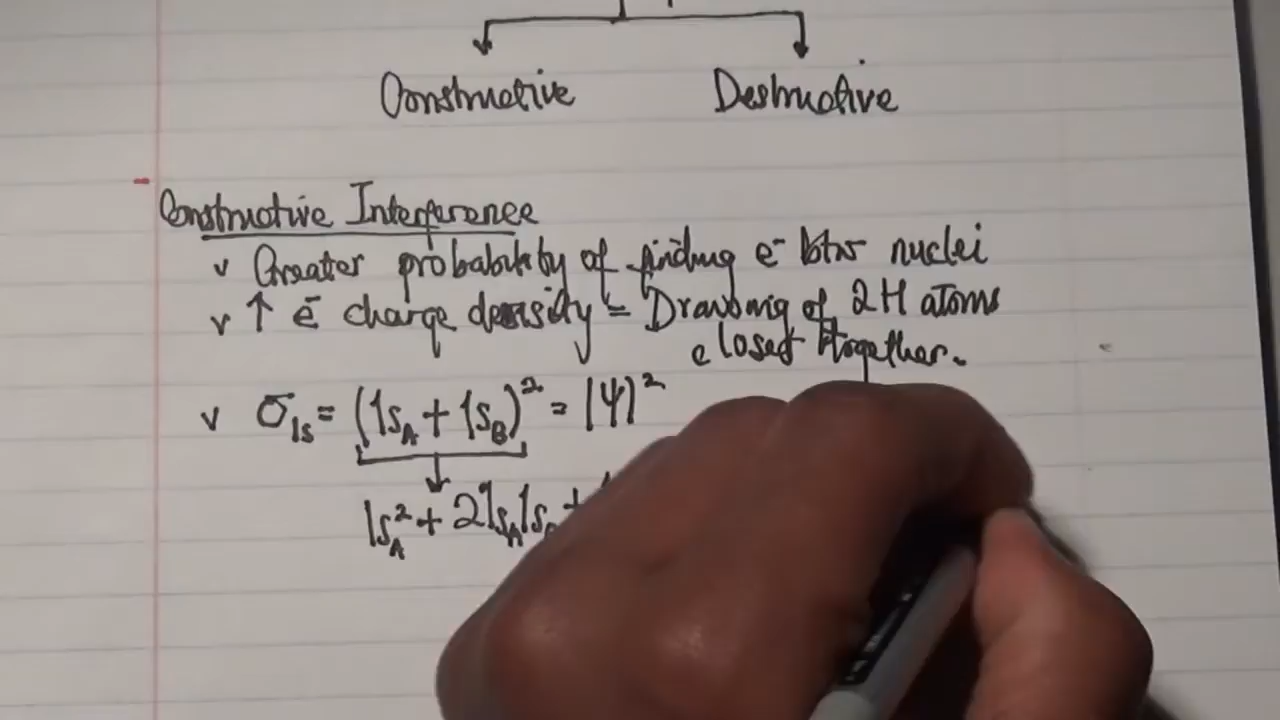 Constructive Destructive
Constructive Interference
v Greater probability of finding e⁻ btw nuclei
v ↑ e⁻ charge density = Drawing of 2H atoms
closer together.
v σ1s = (1sA + 1sB)² = |Ψ|²
1sA² + 2 1sA 1s +